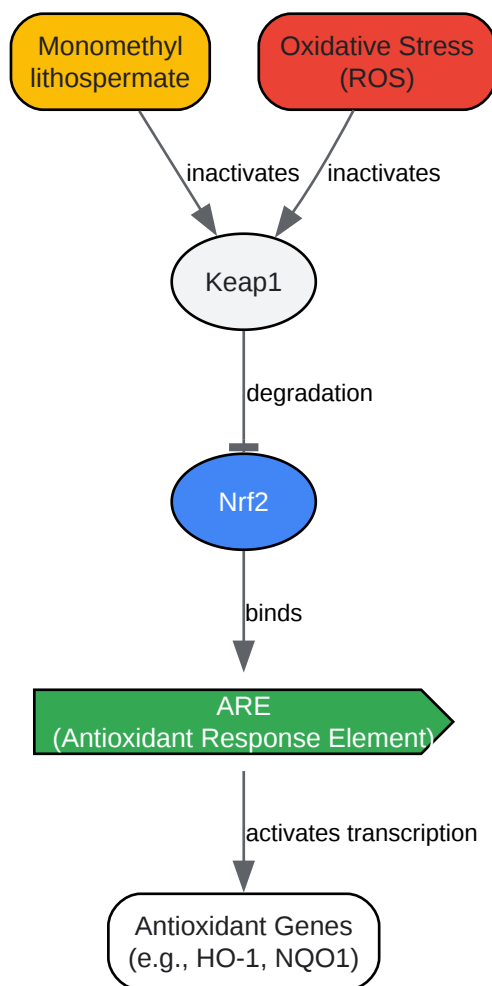 Monomethyl
lithospermate
Oxidative Stress
(ROS)
inactivates
inactivates
Keap1
degradation
Nrf2
binds
ARE
(Antioxidant Response Element)
activates transcription
Antioxidant Genes
(e.g., HO-1, NQO1)